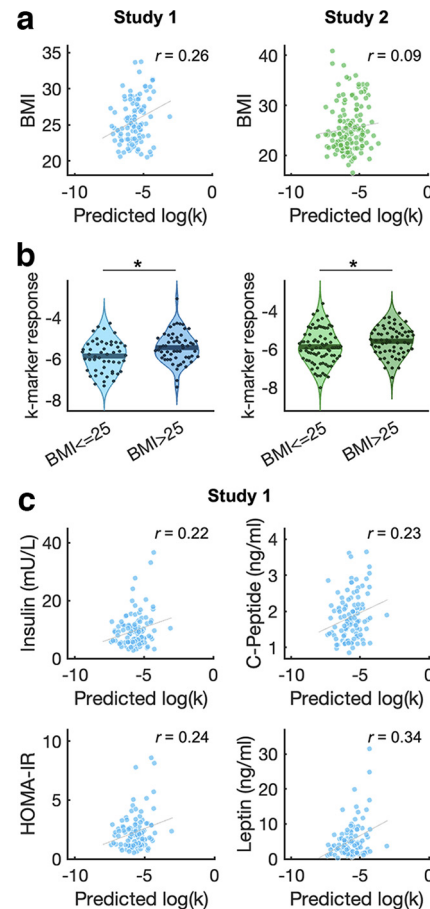 a
Study 1
Study 2
r = 0.26
r = 0.09
BMI
35
30
25
20
-10
-5
0
Predicted log(k)
BMI
40
30
20
-10
-5
0
Predicted log(k)
b
*
*
k-marker response
-4
-6
-8
BMI<=25
BMI>25
k-marker response
-4
-6
-8
BMI<=25
BMI>25
c
Study 1
r = 0.22
r = 0.23
Insulin (mU/L)
40
20
0
-10
-5
0
Predicted log(k)
C-Peptide (ng/ml)
4
3
2
1
-10
-5
0
Predicted log(k)
r = 0.24
r = 0.34
HOMA-IR
10
5
0
-10
-5
0
Predicted log(k)
Leptin (ng/ml)
30
20
10
0
-10
-5
0
Predicted log(k)